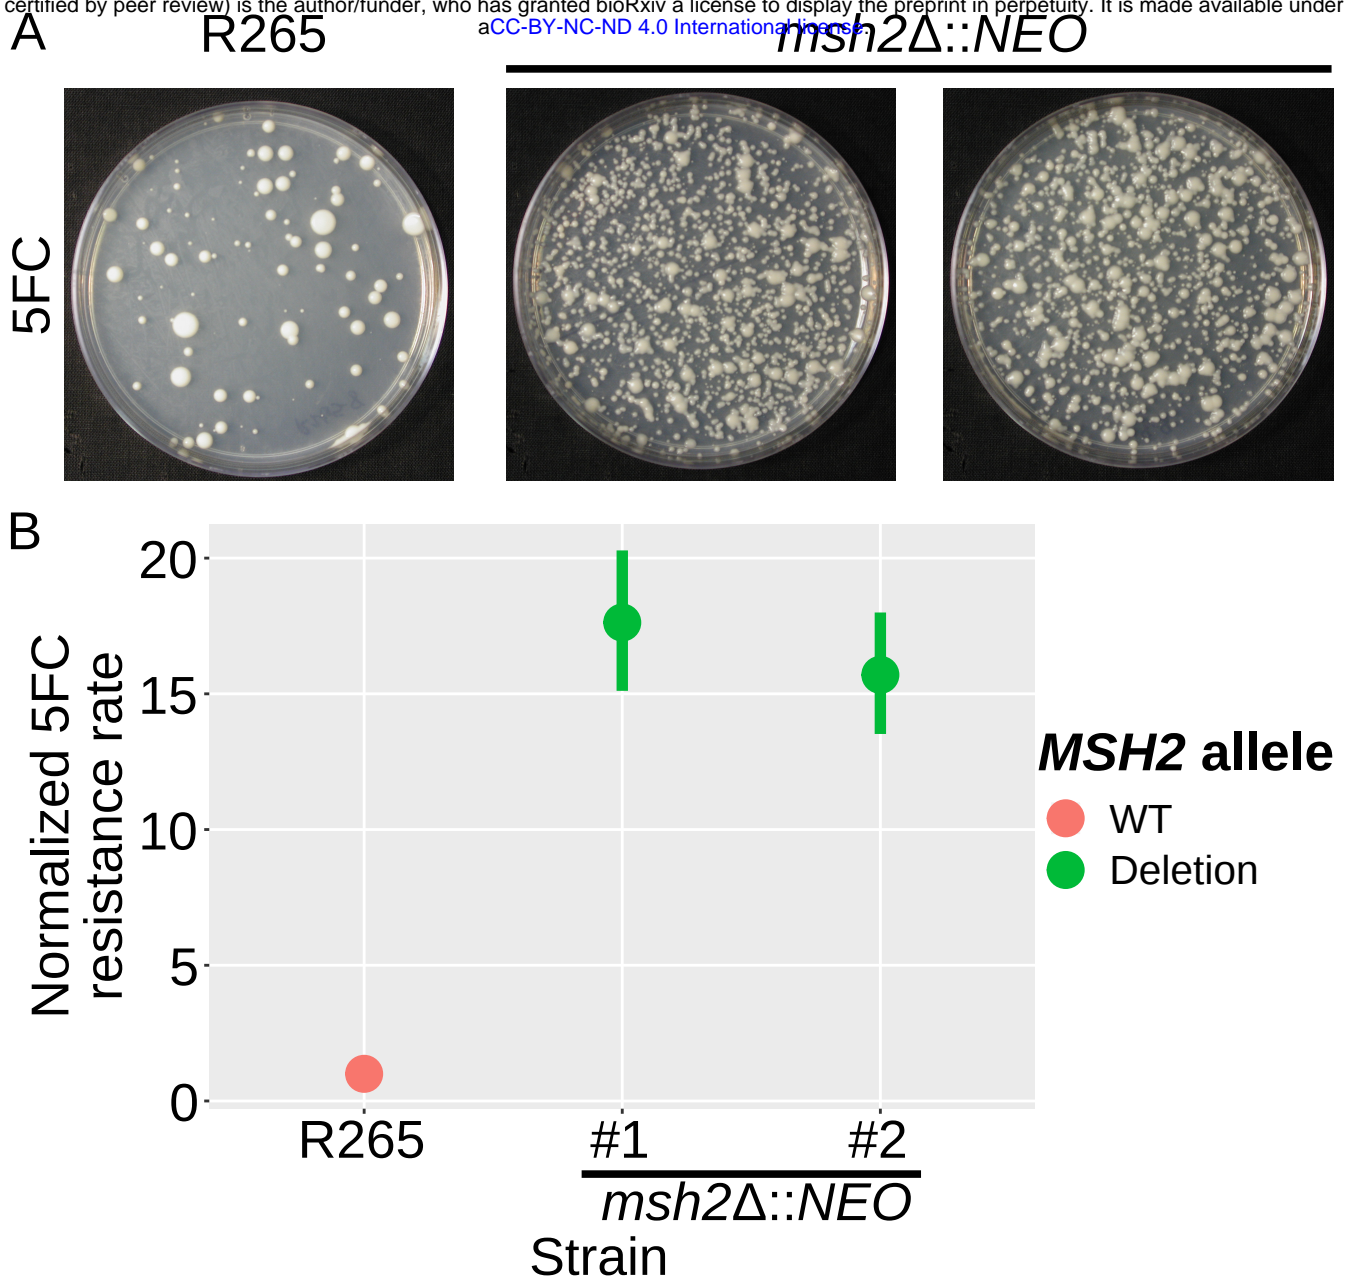 certified by peer review) is the author/funder, who has granted bioRxiv a license to display the preprint in perpetuity. It is made available under
aCC-BY-NC-ND 4.0 International license.
A
R265
msh2Δ::NEO
5FC
B
Normalized 5FC
resistance rate
20
15
10
5
0
R265
#1
#2
msh2Δ::NEO
Strain
MSH2 allele
WT
Deletion